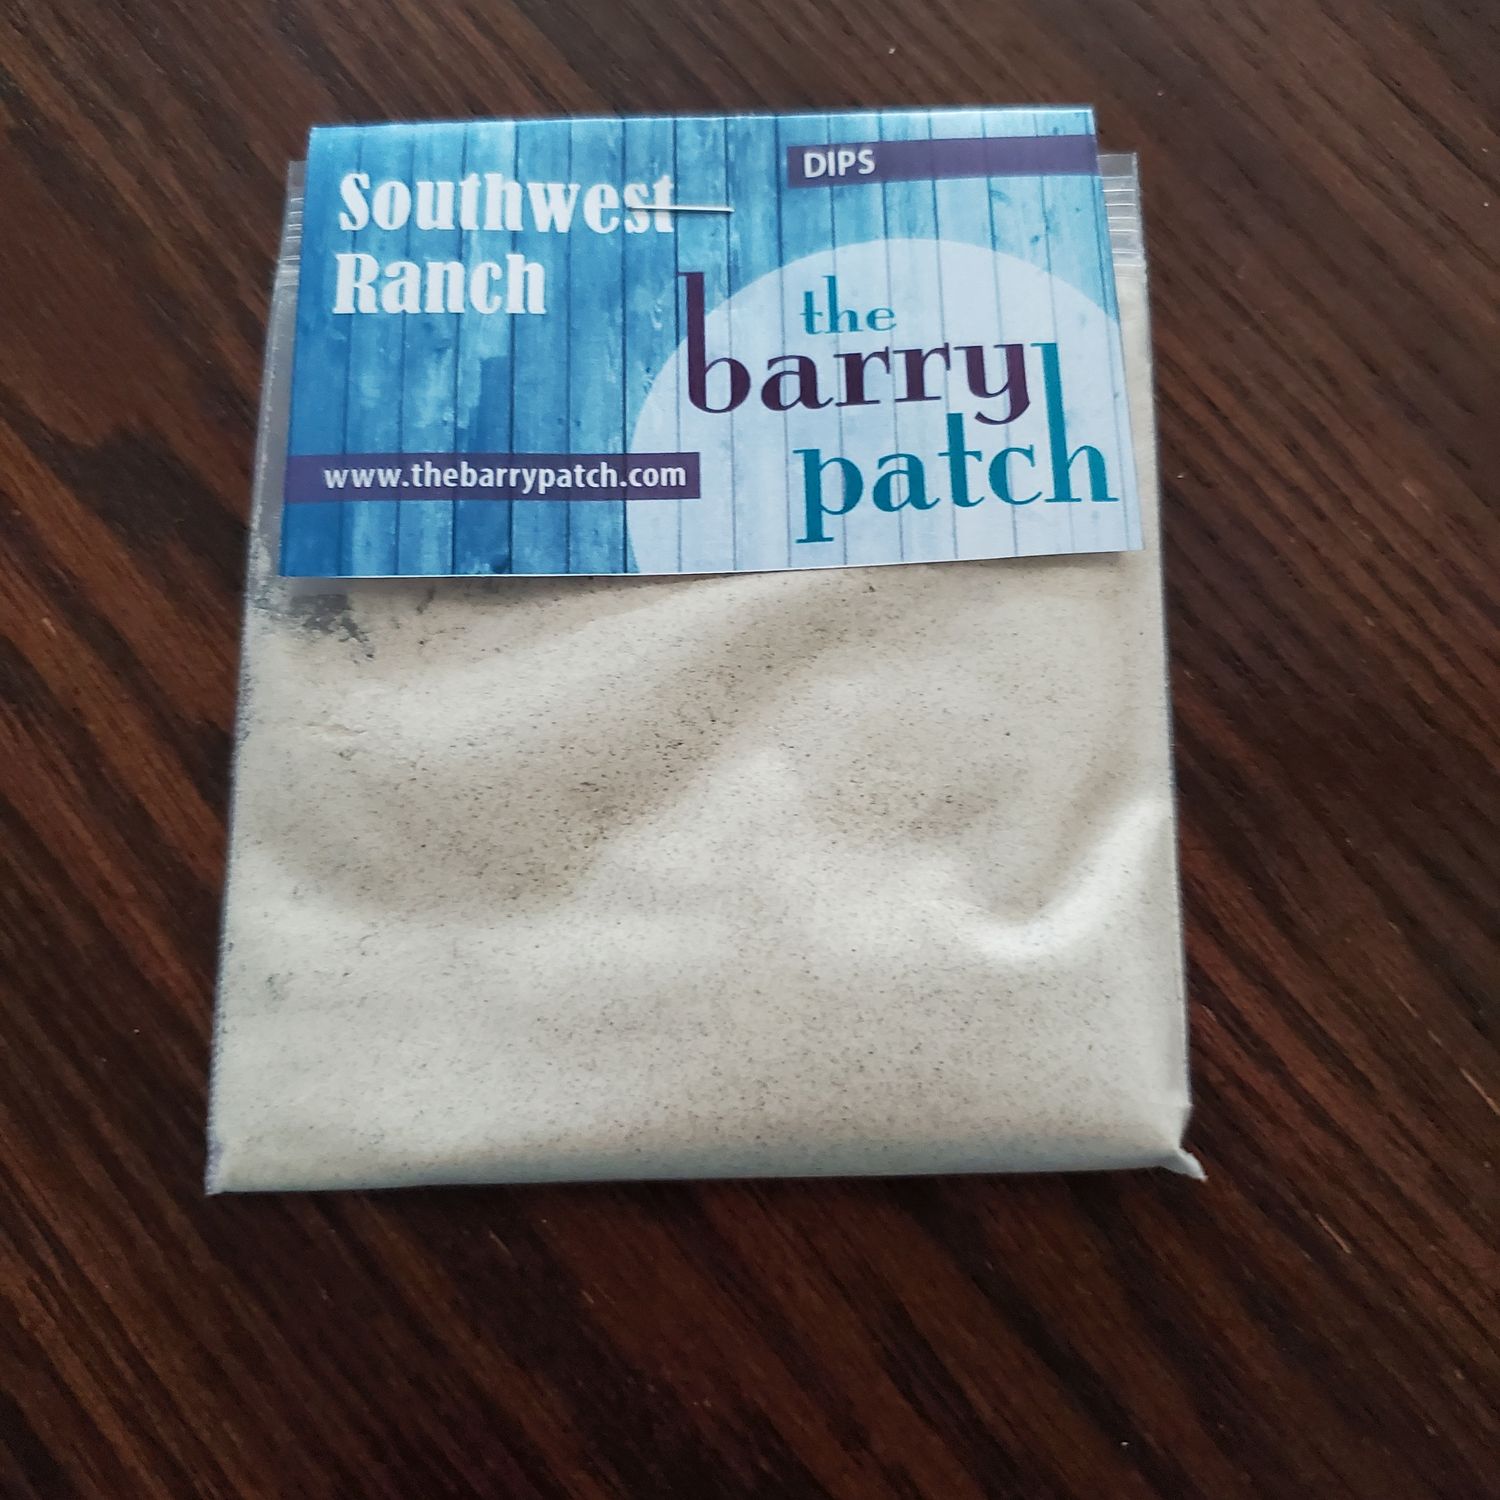 Southwest
Ranch
DIPS
the
barry
patch
www.thebarrypatch.com